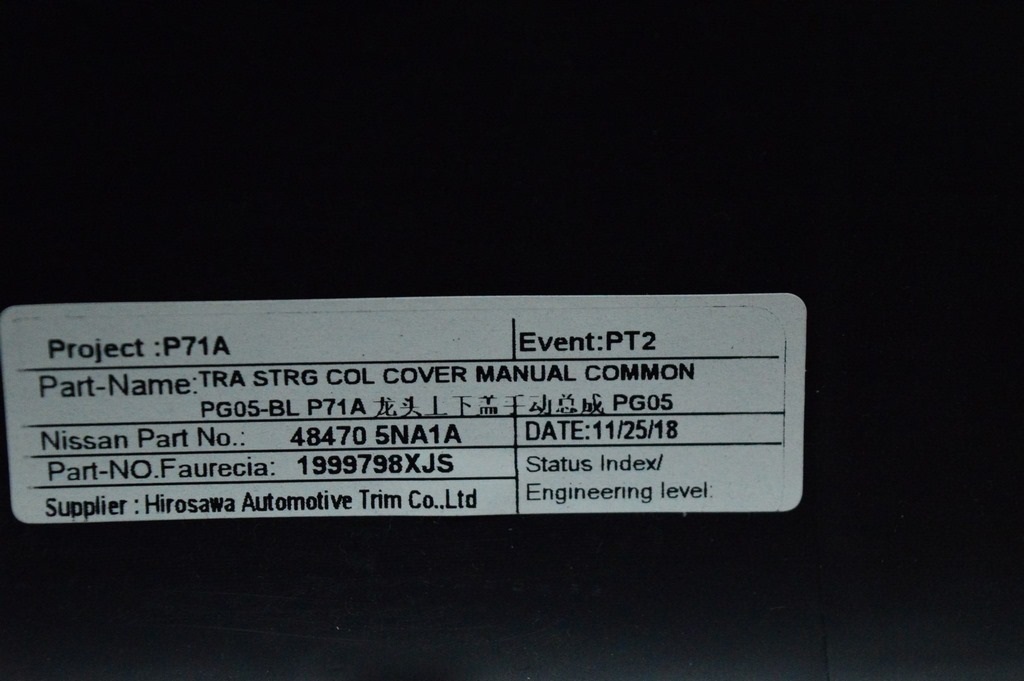 Project :P71A
Event:PT2
Part-Name:TRA STRG COL COVER MANUAL COMMON
PG05-BL P71A 龙头上下盖手动总成 PG05
Nissan Part No.: 48470 5NA1A
DATE:11/25/18
Part-NO.Faurecia: 1999798XJS
Status Index/
Engineering level:
Supplier : Hirosawa Automotive Trim Co.,Ltd